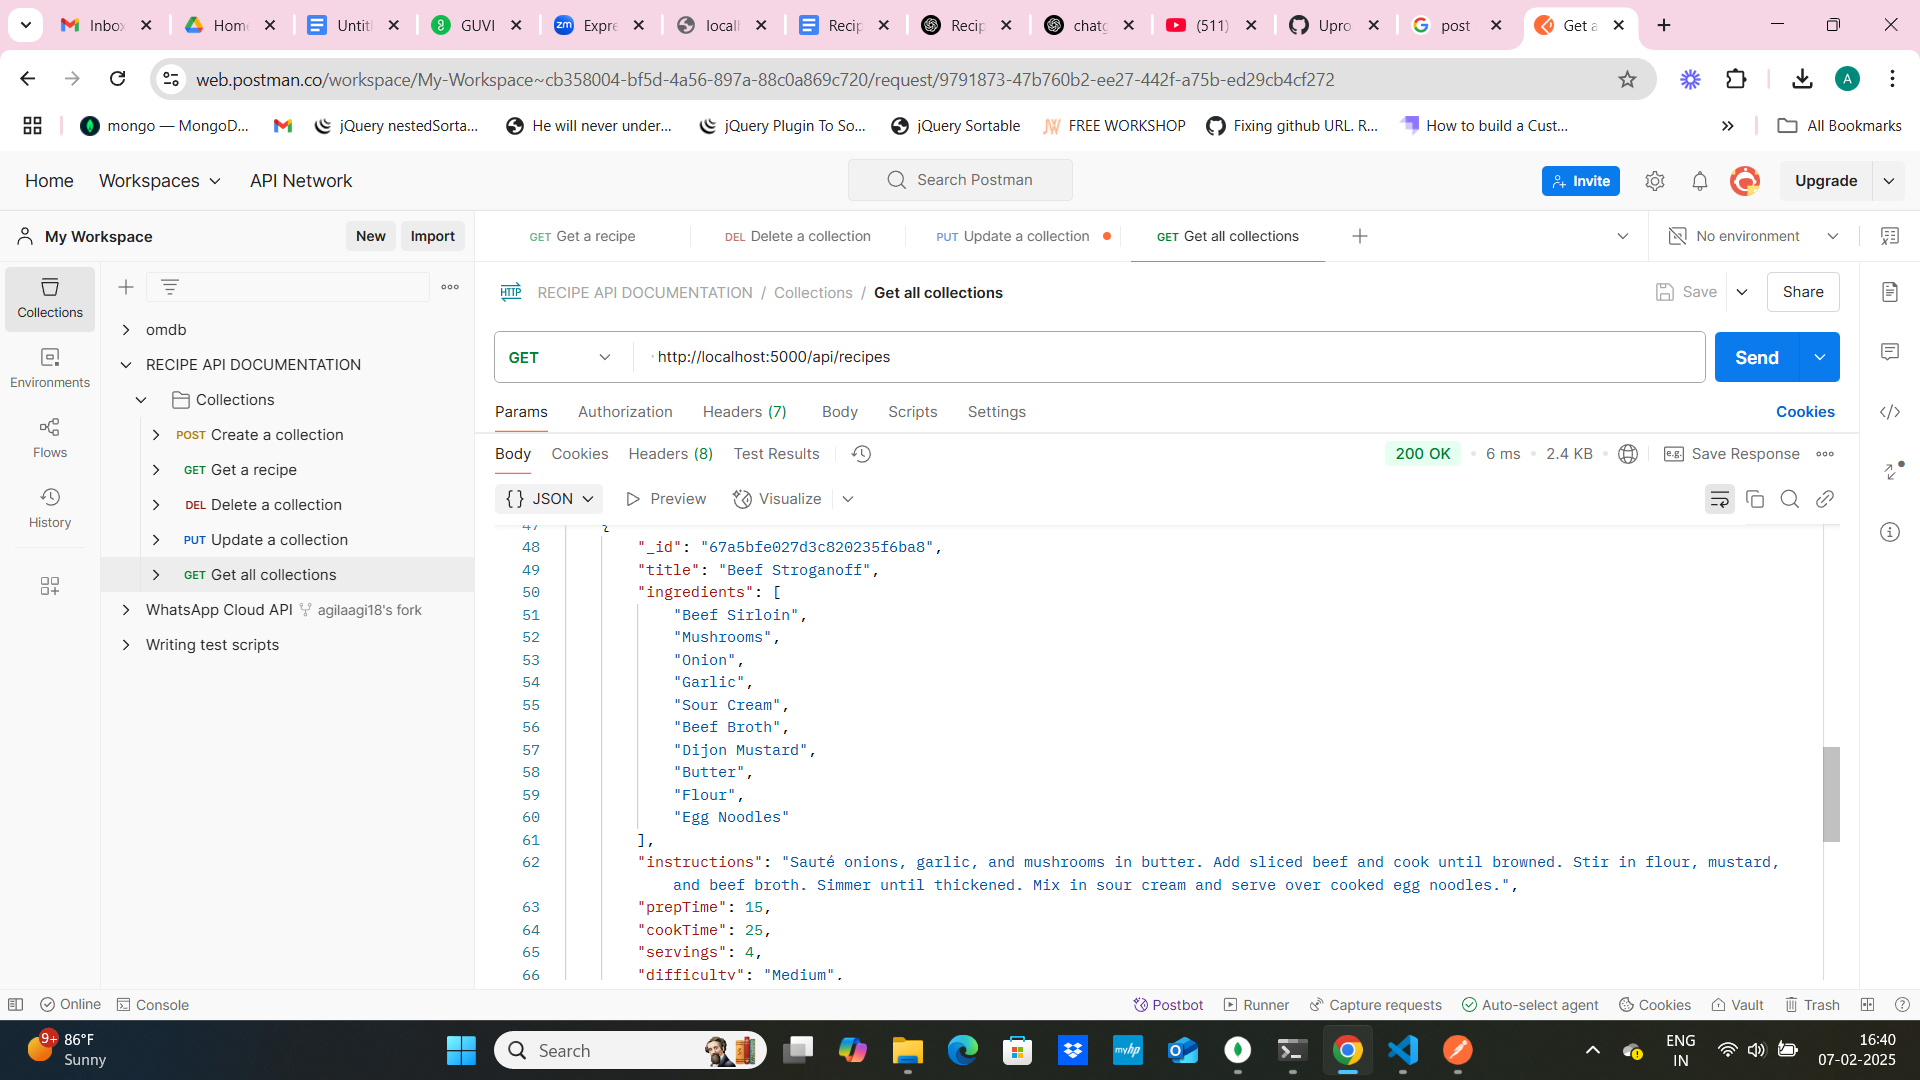 Inbox
Home
Untit
GUVI
Expre
localh
Recip
Recip
chatg
(511)
Upro
post
Get a
web.postman.co/workspace/My-Workspace~cb358004-bf5d-4a56-897a-88c0a869c720/request/9791873-47b760b2-ee27-442f-a75b-ed29cb4cf272
A
mongo — MongoD...
jQuery nestedSorta...
He will never under...
jQuery Plugin To So...
jQuery Sortable
FREE WORKSHOP
Fixing github URL. R...
How to build a Cust...
All Bookmarks
Home
Workspaces
API Network
Search Postman
Invite
Upgrade
My Workspace
New
Import
GET Get a recipe
DEL Delete a collection
PUT Update a collection
GET Get all collections
No environment
Collections
Environments
Flows
History
omdb
RECIPE API DOCUMENTATION
Collections
POST Create a collection
GET Get a recipe
DEL Delete a collection
PUT Update a collection
GET Get all collections
WhatsApp Cloud API agilaagi18's fork
Writing test scripts
HTTP RECIPE API DOCUMENTATION / Collections / Get all collections
Save
Share
GET
http://localhost:5000/api/recipes
Send
Params
Authorization
Headers (7)
Body
Scripts
Settings
Cookies
Body
Cookies
Headers (8)
Test Results
200 OK
6 ms
2.4 KB
e.g. Save Response
{} JSON
Preview
Visualize
47 {
48 "_id": "67a5bfe027d3c820235f6ba8",
49 "title": "Beef Stroganoff",
50 "ingredients": [
51 "Beef Sirloin",
52 "Mushrooms",
53 "Onion",
54 "Garlic",
55 "Sour Cream",
56 "Beef Broth",
57 "Dijon Mustard",
58 "Butter",
59 "Flour",
60 "Egg Noodles"
61 ],
62 "instructions": "Sauté onions, garlic, and mushrooms in butter. Add sliced beef and cook until browned. Stir in flour, mustard,
and beef broth. Simmer until thickened. Mix in sour cream and serve over cooked egg noodles.",
63 "prepTime": 15,
64 "cookTime": 25,
65 "servings": 4,
66 "difficulty": "Medium",
Online
Console
Postbot
Runner
Capture requests
Auto-select agent
Cookies
Vault
Trash
9+
86°F
Sunny
Search
myhp
ENG
IN
16:40
07-02-2025